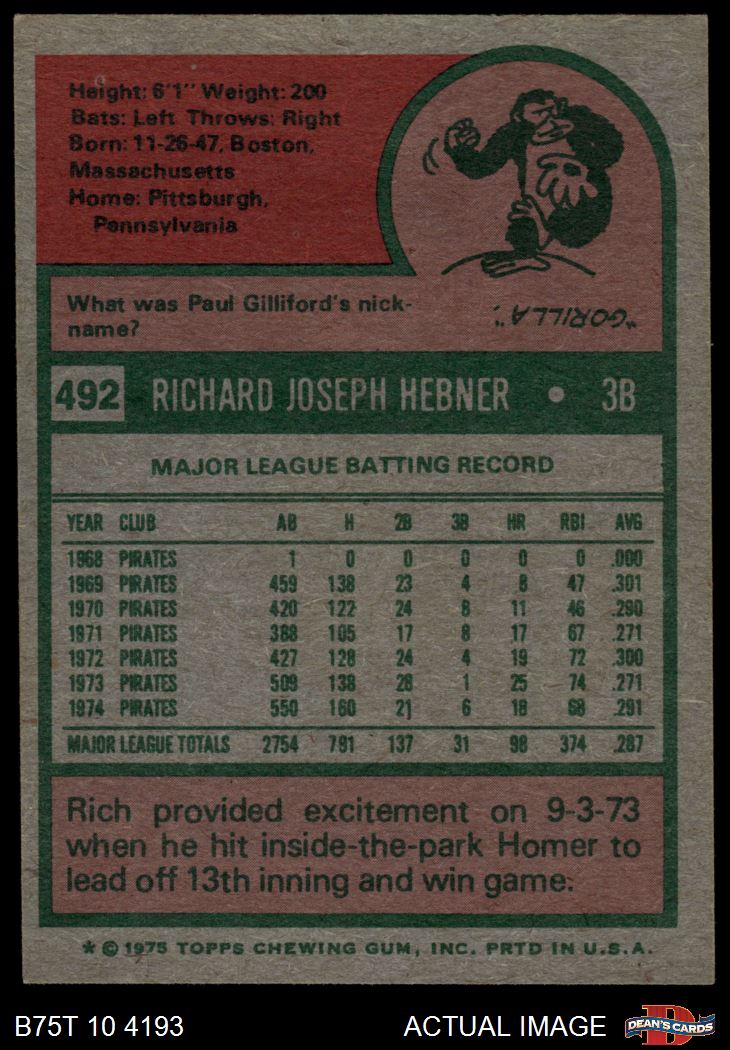 Height: 6'1" Weight: 200
Bats: Left Throws: Right
Born: 11-26-47, Boston,
Massachusetts
Home: Pittsburgh,
Pennsylvania
What was Paul Gilliford's nick-
name?
"GORILLA".
492 RICHARD JOSEPH HEBNER • 3B
MAJOR LEAGUE BATTING RECORD
YEAR CLUB AB H 2B 3B HR RBI AVG
1968 PIRATES 1 0 0 0 0 0 .000
1969 PIRATES 459 138 23 4 8 47 .301
1970 PIRATES 420 122 24 8 11 46 .290
1971 PIRATES 388 105 17 8 17 67 .271
1972 PIRATES 427 128 24 4 19 72 .300
1973 PIRATES 509 138 28 1 25 74 .271
1974 PIRATES 550 160 21 6 18 68 .291
MAJOR LEAGUE TOTALS 2754 791 137 31 98 374 .287
Rich provided excitement on 9-3-73
when he hit inside-the-park Homer to
lead off 13th inning and win game.
* © 1975 TOPPS CHEWING GUM, INC. PRTD IN U.S.A.
B75T 10 4193 ACTUAL IMAGE
D
DEAN'S CARDS